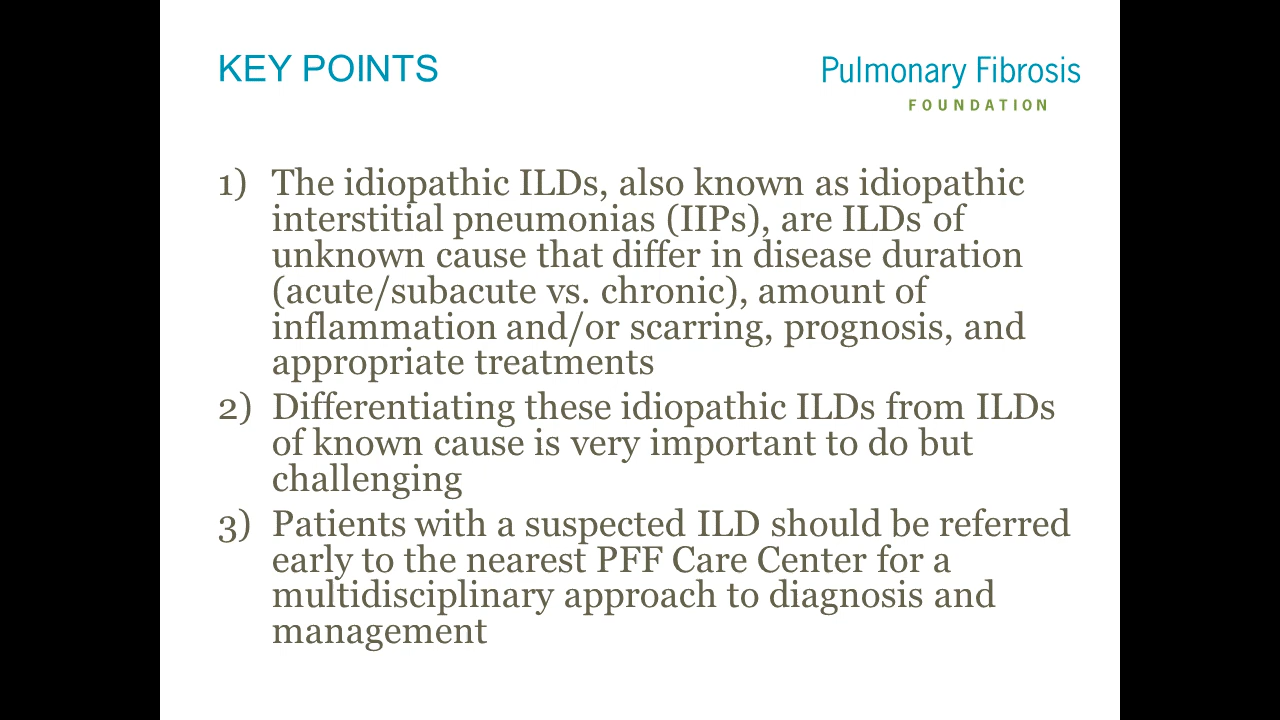 KEY POINTS
Pulmonary Fibrosis
FOUNDATION
1) The idiopathic ILDs, also known as idiopathic
interstitial pneumonias (IIPs), are ILDs of
unknown cause that differ in disease duration
(acute/subacute vs. chronic), amount of
inflammation and/or scarring, prognosis, and
appropriate treatments
2) Differentiating these idiopathic ILDs from ILDs
of known cause is very important to do but
challenging
3) Patients with a suspected ILD should be referred
early to the nearest PFF Care Center for a
multidisciplinary approach to diagnosis and
management